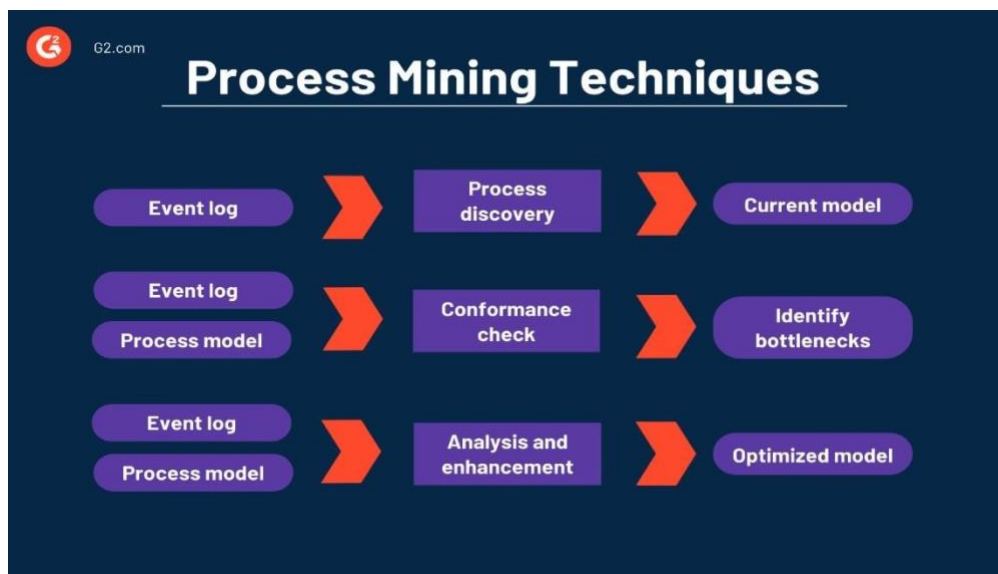 G2
G2.com
Process Mining Techniques
Event log
Process
discovery
Current model
Event log
Process model
Conformance
check
Identify
bottlenecks
Event log
Process model
Analysis and
enhancement
Optimized model